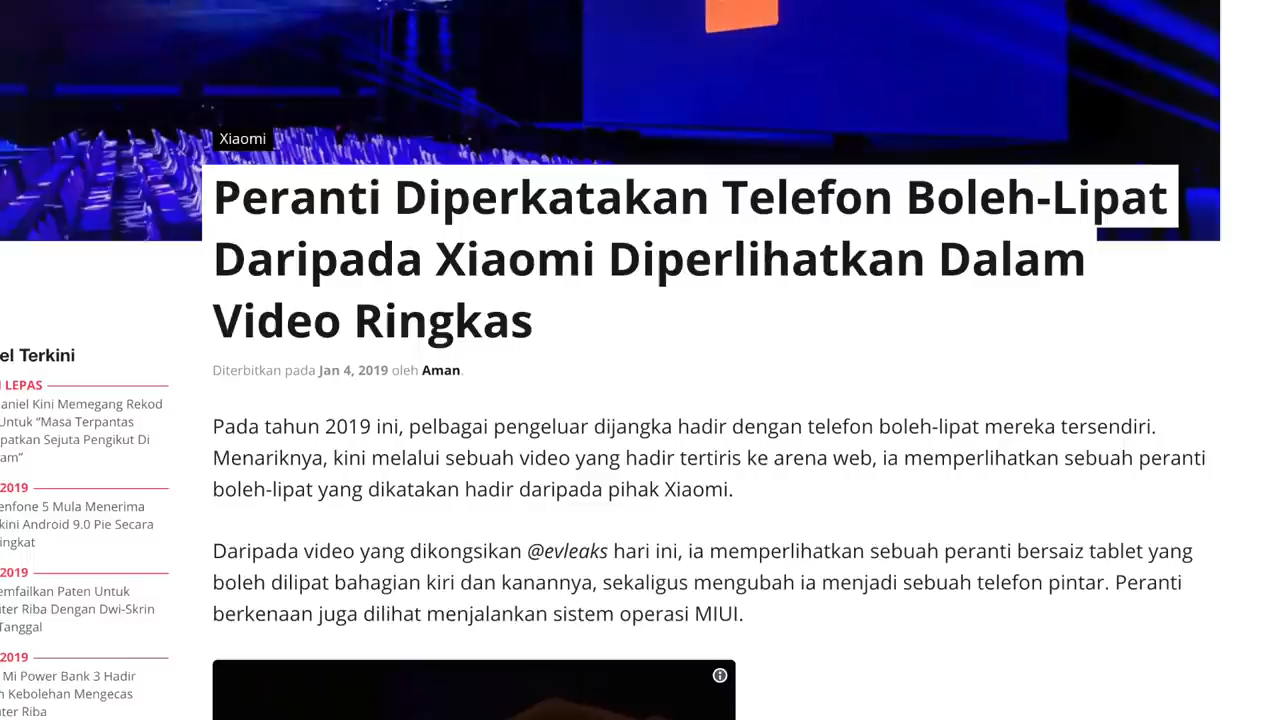 Xiaomi
Peranti Diperkatakan Telefon Boleh-Lipat
Daripada Xiaomi Diperlihatkan Dalam
Video Ringkas
Diterbitkan pada Jan 4, 2019 oleh Aman.
Pada tahun 2019 ini, pelbagai pengeluar dijangka hadir dengan telefon boleh-lipat mereka tersendiri.
Menariknya, kini melalui sebuah video yang hadir tertiris ke arena web, ia memperlihatkan sebuah peranti
boleh-lipat yang dikatakan hadir daripada pihak Xiaomi.
Daripada video yang dikongsikan @evleaks hari ini, ia memperlihatkan sebuah peranti bersaiz tablet yang
boleh dilipat bahagian kiri dan kanannya, sekaligus mengubah ia menjadi sebuah telefon pintar. Peranti
berkenaan juga dilihat menjalankan sistem operasi MIUI.
el Terkini
LEPAS
aniel Kini Memegang Rekod
Untuk “Masa Terpantas
patkan Sejuta Pengikut Di
am”
2019
enfone 5 Mula Menerima
kini Android 9.0 Pie Secara
ingkat
2019
emfailkan Paten Untuk
uter Riba Dengan Dwi-Skrin
Tanggal
2019
Mi Power Bank 3 Hadir
n Kebolehan Mengecas
uter Riba